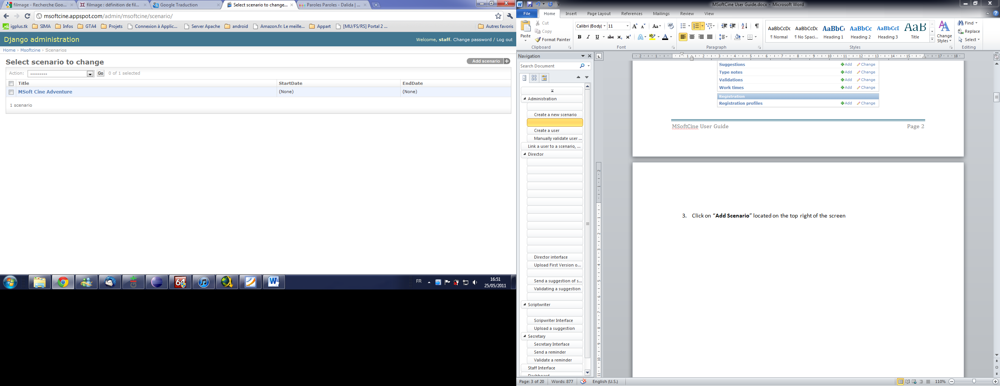 filmage - Recherche Goo...
filmage : définition de fil...
Google Traduction
Select scenario to change...
Paroles Paroles - Dalida | ...
msoftcine.appspot.com/admin/msoftcine/scenario/
igplus.tk
SIMA
Infos
GTA4
Projets
Connexion à Applic...
Server Apache
android
Amazon.fr: Le meille...
Appart
[MU/FS/RS] Portal 2 ...
Autres favoris
Django administration
Welcome, staff. Change password / Log out
Home › Msoftcine › Scenarios
Select scenario to change
Add scenario
Action: --------- Go 0 of 1 selected
Title StartDate EndDate
MSoft Cine Adventure (None) (None)
1 scenario
FR
16:51
25/05/2011
MSoftCine User Guide.docx - Microsoft Word
File Home Insert Page Layout References Mailings Review View
Paste
Cut
Copy
Format Painter
Clipboard
Calibri (Body) 11
Font
Paragraph
AaBbCcDc AaBbCcDc AaBbC AaBbCc AaBbCcI AaB
¶ Normal ¶ No Spaci... Heading 1 Heading 2 Heading 3 Title
Change
Styles
Styles
Find
Replace
Select
Editing
Navigation
Search Document
Administration
Create a new scenario
Create a user
Manually validate user ...
Link a user to a scenario, ...
Director
Director interface
Upload First Version o...
Send a suggestion of s...
Validating a suggestion
Scriptwriter
Scripwriter Interface
Upload a suggestion
Secretary
Secretary Interface
Send a reminder
Validate a reminder
Staff Interface
Dashboard
Suggestions Add Change
Type notes Add Change
Validations Add Change
Work times Add Change
Registration
Registration profiles Add Change
MSoftCine User Guide Page 2
3. Click on “Add Scenario” located on the top right of the screen
Page: 3 of 20 Words: 877 English (U.S.) 110%